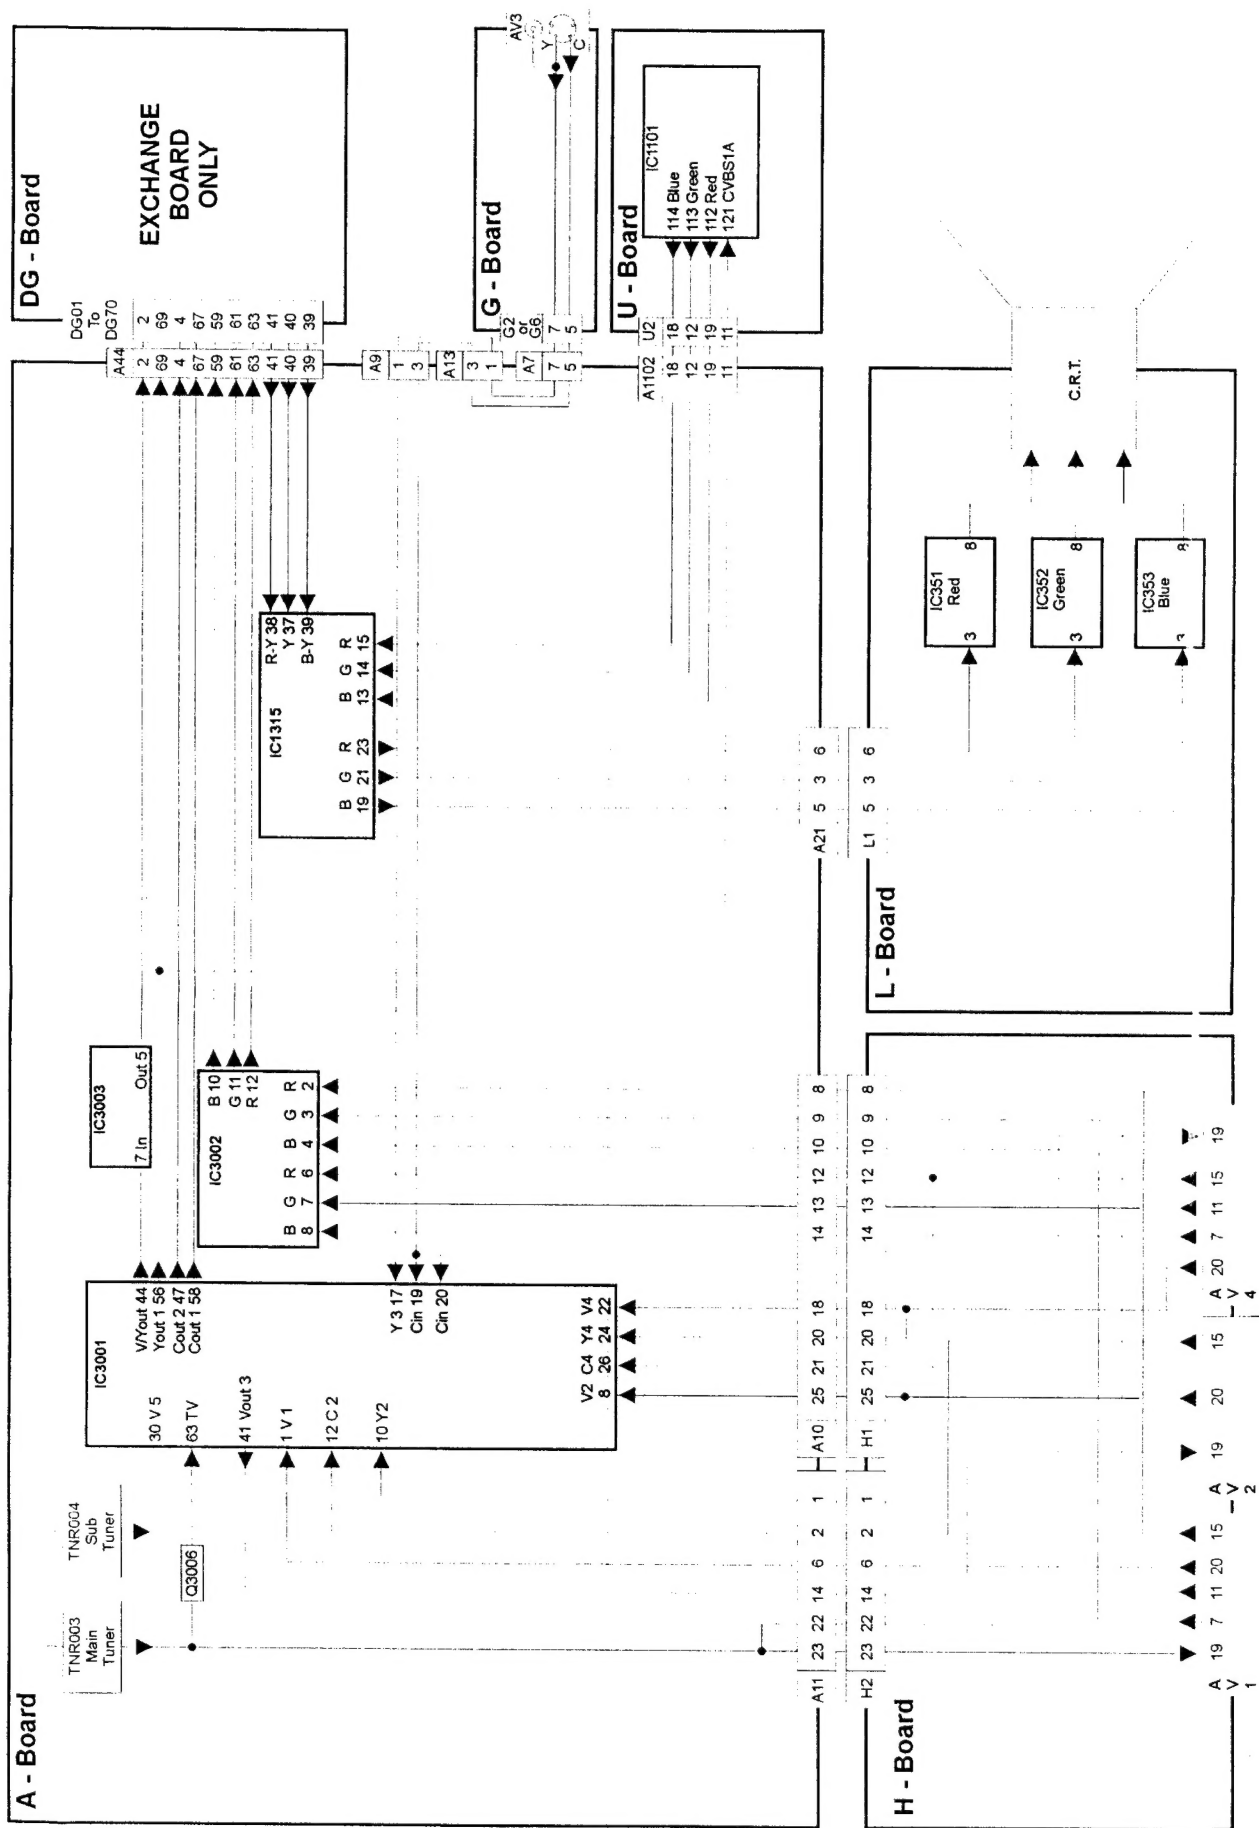 A - Board
TNR003
Main
Tuner
TNR004
Sub
Tuner
Q3006
IC3001
30 V 5
63 TV
41 Vout 3
1 V 1
12 C 2
10 Y2
V/Yout 44
Yout 1 56
Cout 2 47
Cout 1 58
Y 3 17
Cin 19
Cin 20
V2 C4 Y4 V4
8 26 24 22
IC3003
7 In
Out 5
IC3002
B 10
G 11
R 12
B G R B G R
8 7 6 4 3 2
IC1315
R-Y 38
Y 37
B-Y 39
B G R B G R
19 21 23 13 14 15
A44
2
69
4
67
59
61
63
41
40
39
DG01
To
DG70
2
69
4
67
59
61
63
41
40
39
DG - Board
EXCHANGE
BOARD
ONLY
A9
1
3
A13
3
1
A7
7
5
G2
or
G6
7
5
G - Board
AV3
Y
C
A1102
18
12
19
11
U2
18
12
19
11
U - Board
IC1101
114 Blue
113 Green
112 Red
121 CVBS1A
A11 23 22 14 6 2 1
A10 25 21 20 18 14 13 12 10 9 8
A21 5 3 6
H2 23 22 14 6 2 1
H1 25 21 20 18 14 13 12 10 9 8
L1 5 3 6
H - Board
A
V
1
19 7 11 20 15
A
V
2
19 20 15
A
V
4
20 7 11 15 19
L - Board
IC351
Red
3
8
IC352
Green
3
8
IC353
Blue
3
8
C.R.T.